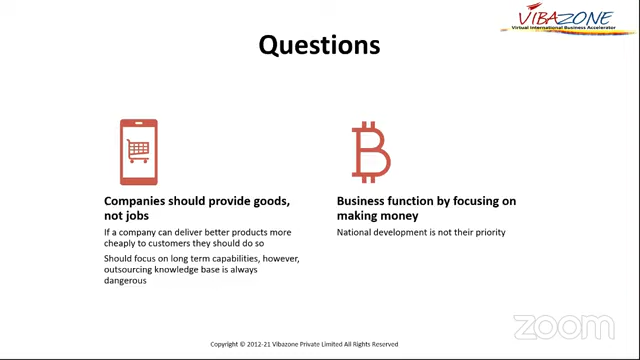 VIBAZONE
Virtual International Business Accelerator
Questions
Companies should provide goods,
not jobs
If a company can deliver better products more
cheaply to customers they should do so
Should focus on long term capabilities, however,
outsourcing knowledge base is always
dangerous
Business function by focusing on
making money
National development is not their priority
zoom
Copyright © 2012-21 Vibazone Private Limited All Rights Reserved